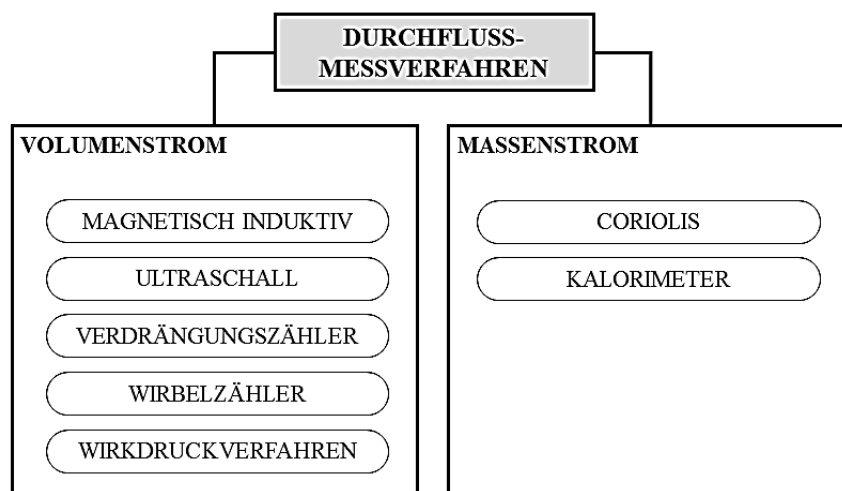 DURCHFLUSS-
MESSVERFAHREN
VOLUMENSTROM
MAGNETISCH INDUKTIV
ULTRASCHALL
VERDRÄNGUNGSZÄHLER
WIRBELZÄHLER
WIRKDRUCKVERFAHREN
MASSENSTROM
CORIOLIS
KALORIMETER